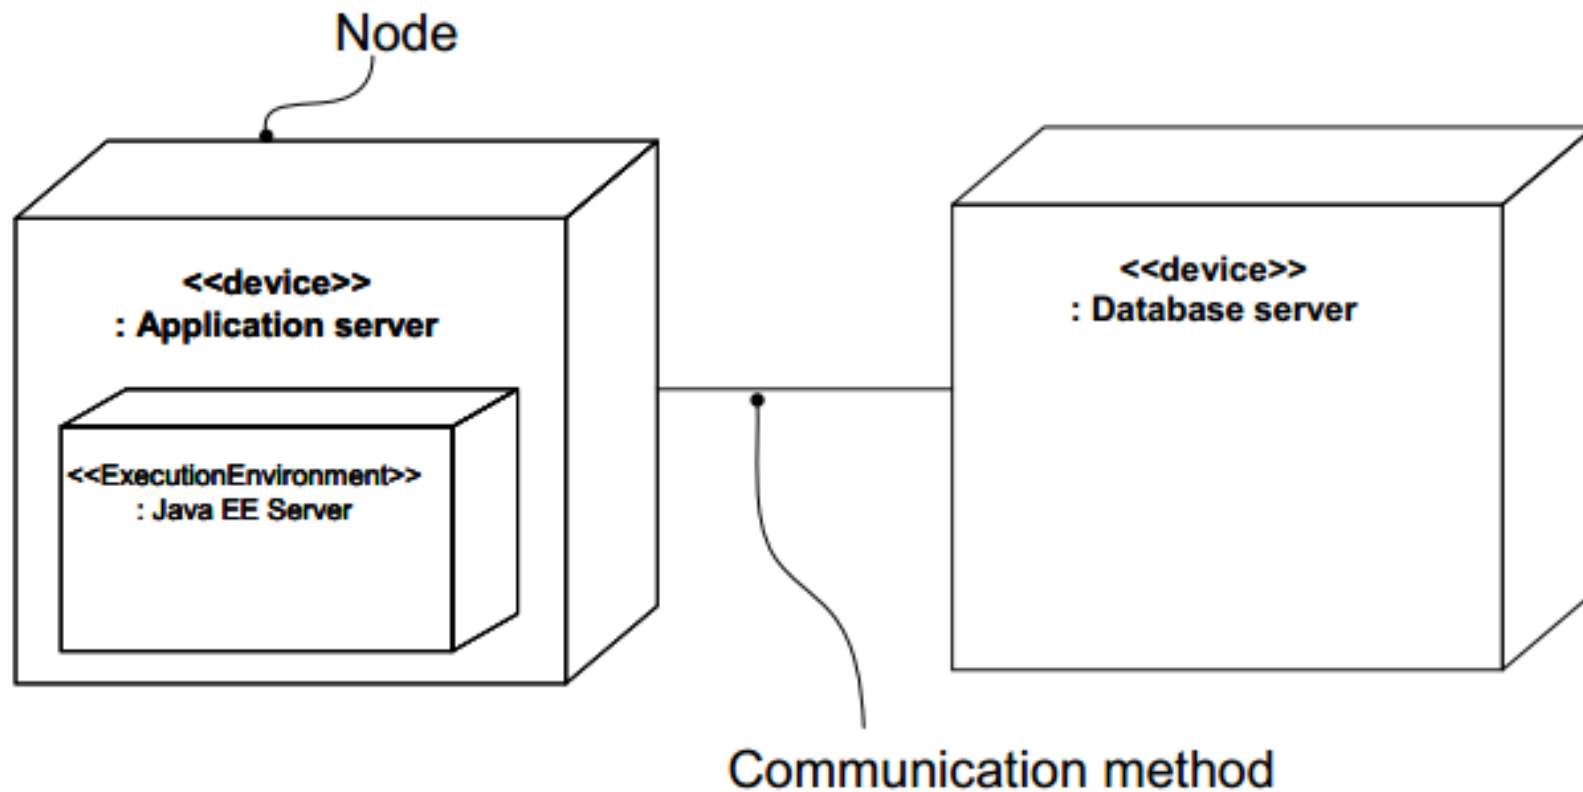 Node
<<device>>
: Application server
<<ExecutionEnvironment>>
: Java EE Server
<<device>>
: Database server
Communication method